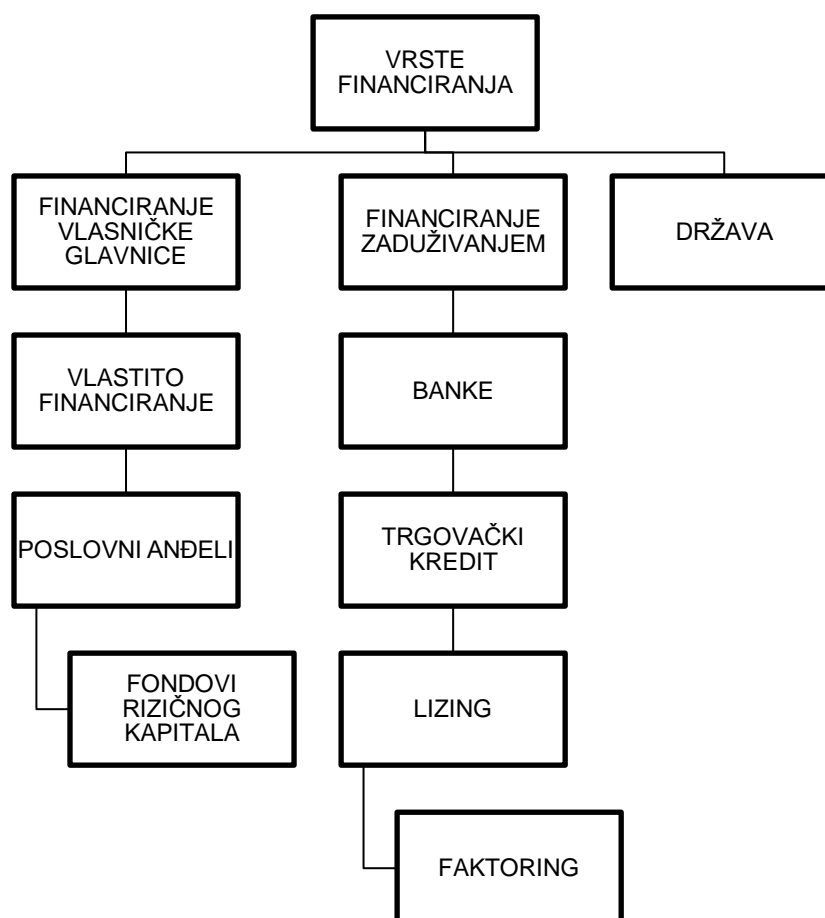 VRSTE
FINANCIRANJA
FINANCIRANJE
VLASNIČKE
GLAVNICE
FINANCIRANJE
ZADUŽIVANJEM
DRŽAVA
VLASTITO
FINANCIRANJE
BANKE
POSLOVNI ANĐELI
TRGOVAČKI
KREDIT
FONDOVI
RIZIČNOG
KAPITALA
LIZING
FAKTORING